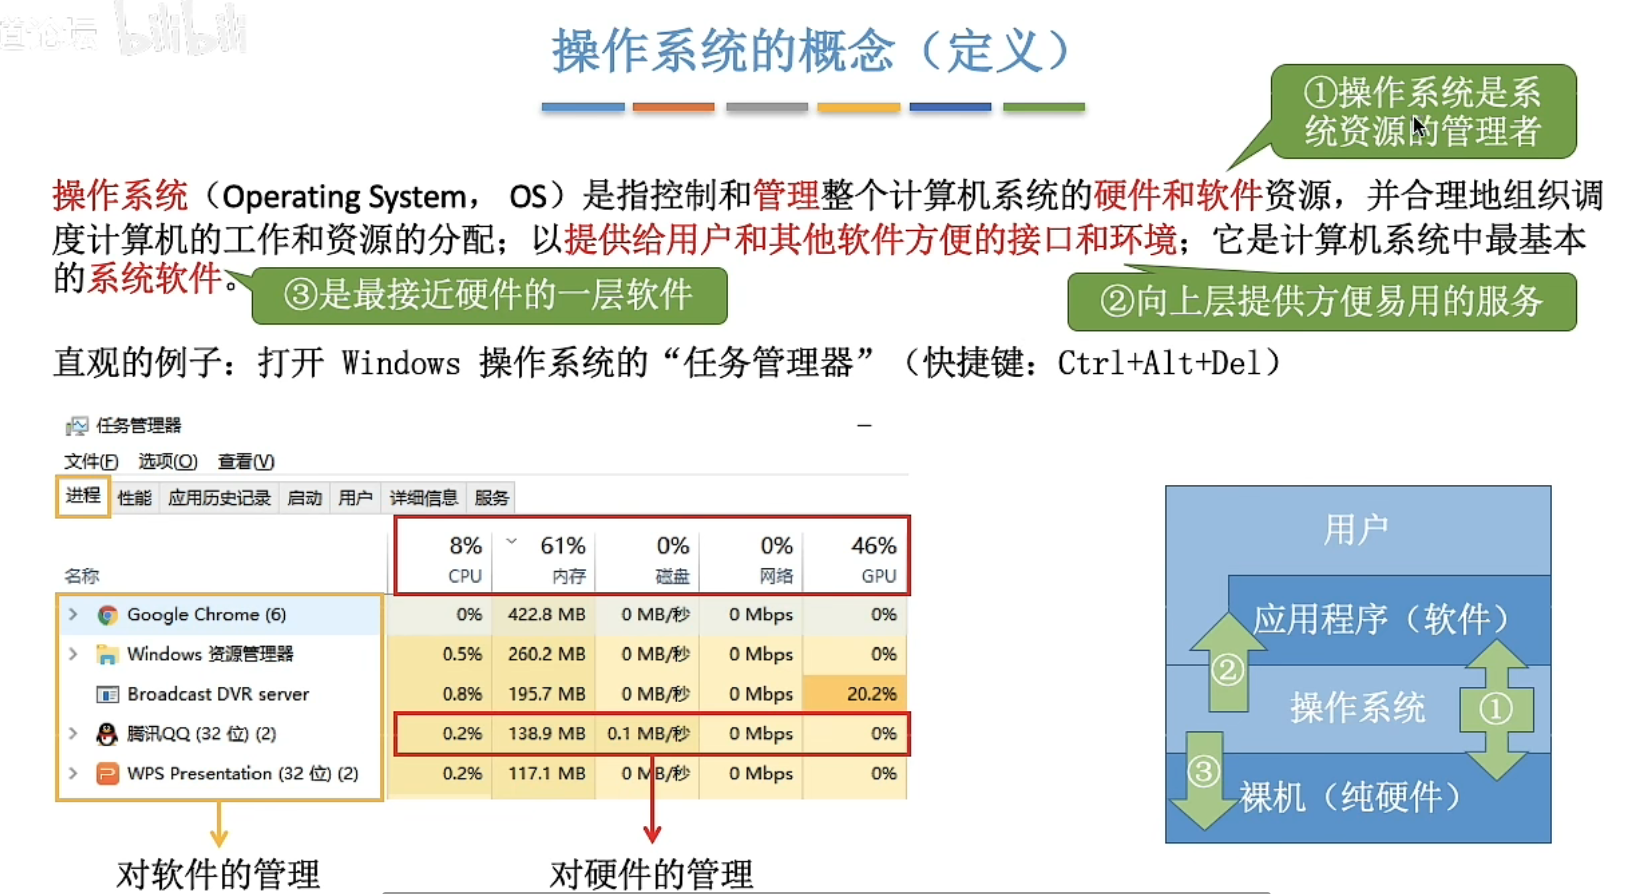 道论坛 bilibili
操作系统的概念（定义）
①操作系统是系
统资源的管理者
操作系统（Operating System， OS）是指控制和管理整个计算机系统的硬件和软件资源，并合理地组织调
度计算机的工作和资源的分配；以提供给用户和其他软件方便的接口和环境；它是计算机系统中最基本
的系统软件。
③是最接近硬件的一层软件
②向上层提供方便易用的服务
直观的例子：打开 Windows 操作系统的“任务管理器”（快捷键：Ctrl+Alt+Del）
任务管理器
文件(F) 选项(O) 查看(V)
进程 性能 应用历史记录 启动 用户 详细信息 服务
8% 61% 0% 0% 46%
名称 CPU 内存 磁盘 网络 GPU
Google Chrome (6) 0% 422.8 MB 0 MB/秒 0 Mbps 0%
Windows 资源管理器 0.5% 260.2 MB 0 MB/秒 0 Mbps 0%
Broadcast DVR server 0.8% 195.7 MB 0 MB/秒 0 Mbps 20.2%
腾讯QQ (32 位) (2) 0.2% 138.9 MB 0.1 MB/秒 0 Mbps 0%
WPS Presentation (32 位) (2) 0.2% 117.1 MB 0 MB/秒 0 Mbps 0%
对软件的管理
对硬件的管理
用户
应用程序（软件）
②
操作系统
①
③
裸机（纯硬件）